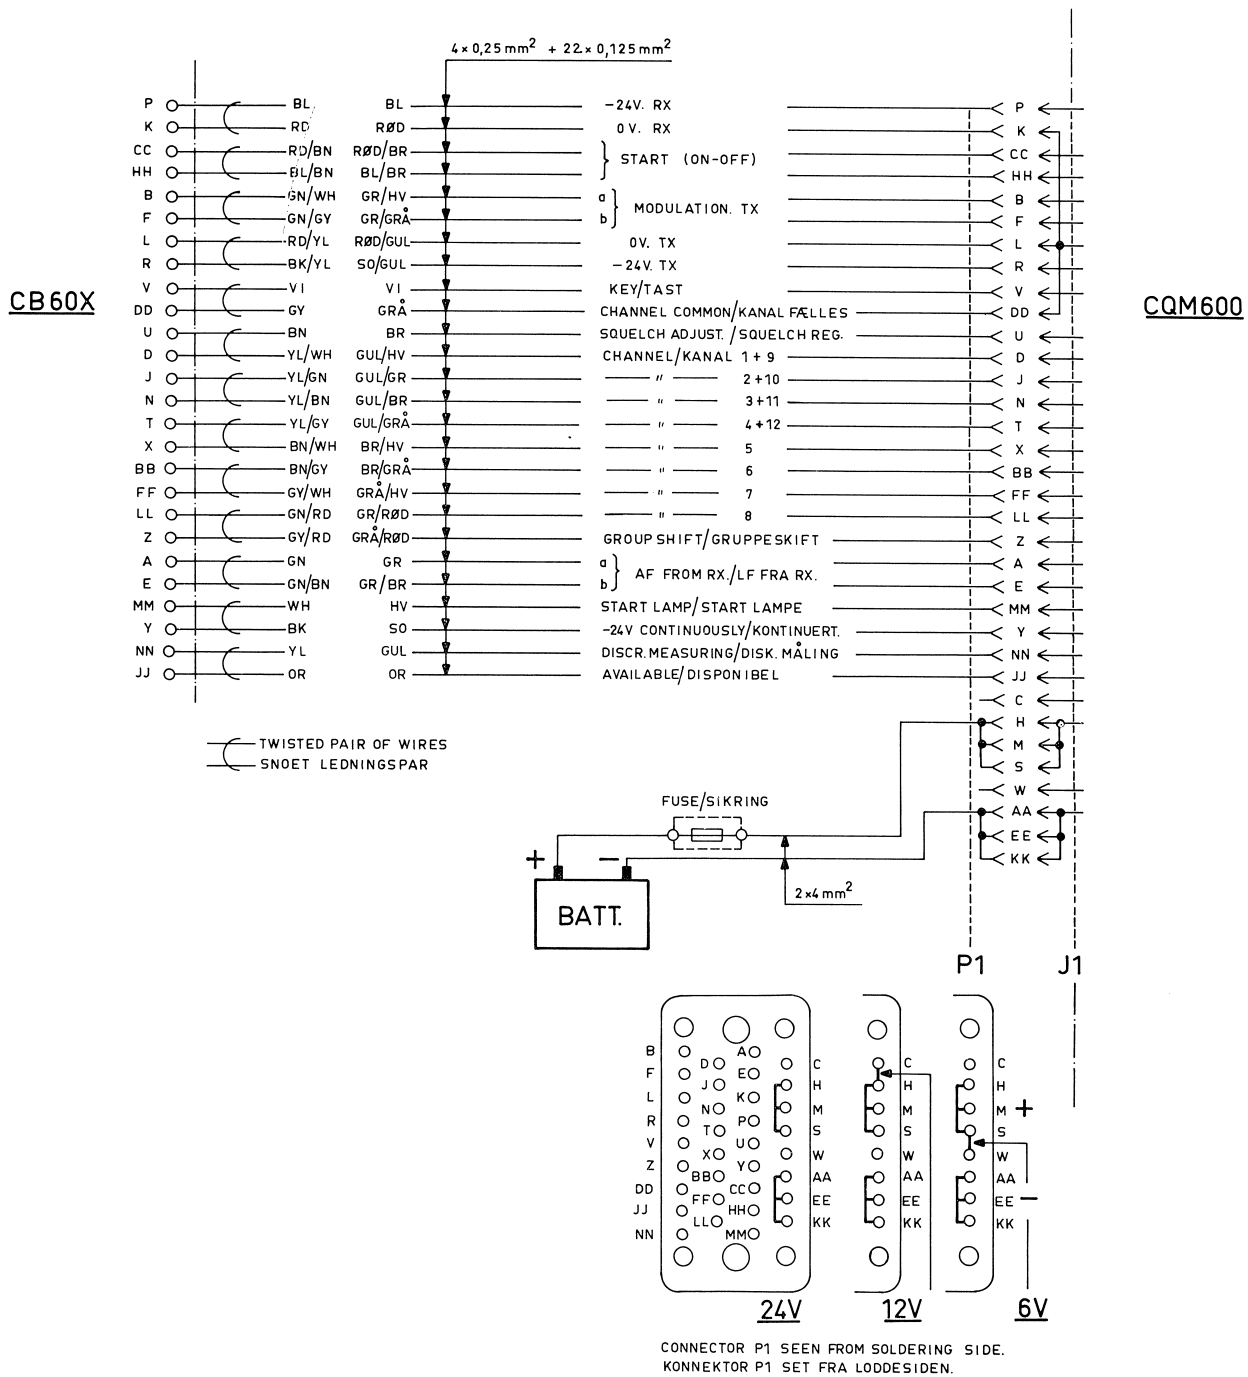 4×0,25 mm² + 22×0,125 mm²
P BL BL -24V. RX P
K RD RØD 0V. RX K
CC RD/BN RØD/BR START (ON-OFF) CC
HH BL/BN BL/BR HH
B GN/WH GR/HV a MODULATION. TX B
F GN/GY GR/GRÅ b F
L RD/YL RØD/GUL 0V. TX L
R BK/YL SO/GUL -24V. TX R
V VI VI KEY/TAST V
DD GY GRÅ CHANNEL COMMON/KANAL FÆLLES DD
U BN BR SQUELCH ADJUST./SQUELCH REG. U
D YL/WH GUL/HV CHANNEL/KANAL 1+9 D
J YL/GN GUL/GR " 2+10 J
N YL/BN GUL/BR " 3+11 N
T YL/GY GUL/GRÅ " 4+12 T
X BN/WH BR/HV " 5 X
BB BN/GY BR/GRÅ " 6 BB
FF GY/WH GRÅ/HV " 7 FF
LL GN/RD GR/RØD " 8 LL
Z GY/RD GRÅ/RØD GROUP SHIFT/GRUPPESKIFT Z
A GN GR a AF FROM RX./LF FRA RX. A
E GN/BN GR/BR b E
MM WH HV START LAMP/START LAMPE MM
Y BK SO -24V CONTINUOUSLY/KONTINUERT. Y
NN YL GUL DISCR. MEASURING/DISK. MÅLING NN
JJ OR OR AVAILABLE/DISPONIBEL JJ
CB60X
CQM600
C
H
M
S
W
AA
EE
KK
TWISTED PAIR OF WIRES
SNOET LEDNINGSPAR
FUSE/SIKRING
+ −
BATT.
2×4 mm²
P1 J1
B A
D C C C
F E
J H H H
L K
N M M M +
R P
T S S S
V U
X W W W
Z Y
BB AA AA AA
DD CC
FF EE EE EE −
JJ HH
LL KK KK KK
NN MM
24V 12V 6V
CONNECTOR P1 SEEN FROM SOLDERING SIDE.
KONNEKTOR P1 SET FRA LODDESIDEN.